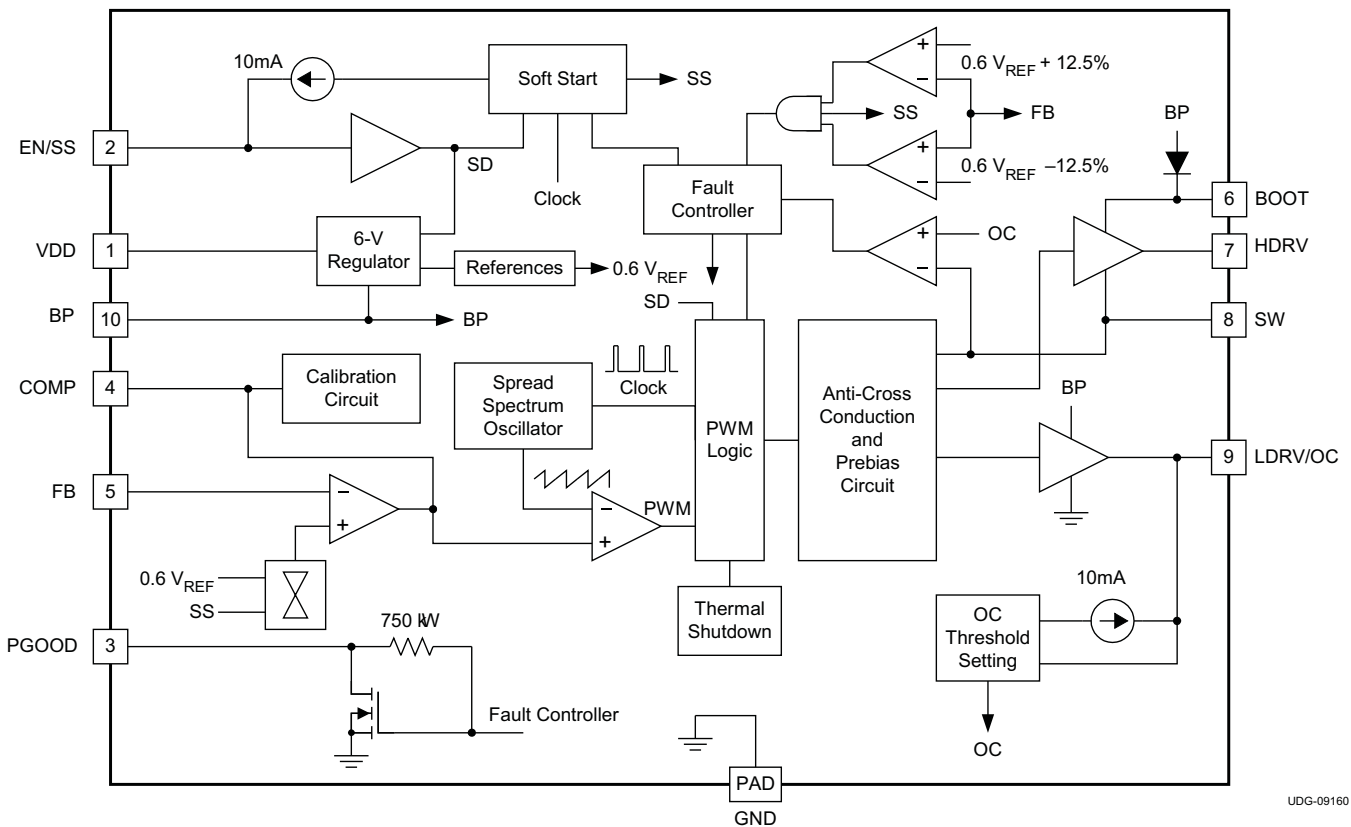 10mA
Soft Start
SS
+
−
0.6 VREF + 12.5%
SS
FB
+
−
0.6 VREF −12.5%
BP
EN/SS
2
SD
Clock
Fault
Controller
6
BOOT
VDD
1
6-V
Regulator
References
0.6 VREF
+
−
OC
7
HDRV
BP
10
BP
SD
8
SW
COMP
4
Calibration
Circuit
Spread
Spectrum
Oscillator
Clock
PWM
Logic
Anti-Cross
Conduction
and
Prebias
Circuit
BP
9
LDRV/OC
FB
5
−
+
−
+
PWM
0.6 VREF
SS
Thermal
Shutdown
10mA
OC
Threshold
Setting
PGOOD
3
750 kW
Fault Controller
OC
PAD
GND
UDG-09160